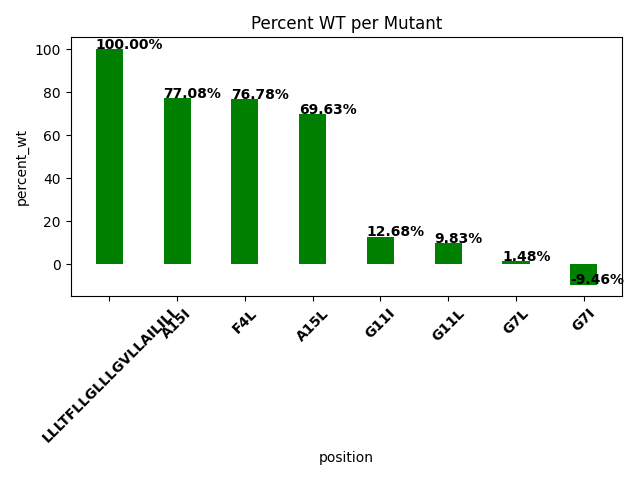 Percent WT per Mutant
percent_wt
100
80
60
40
20
0
100.00%
77.08%
76.78%
69.63%
12.68%
9.83%
1.48%
-9.46%
LLLTFLLGLLLGVLLAILILL
A15I
F4L
A15L
G11I
G11L
G7L
G7I
position